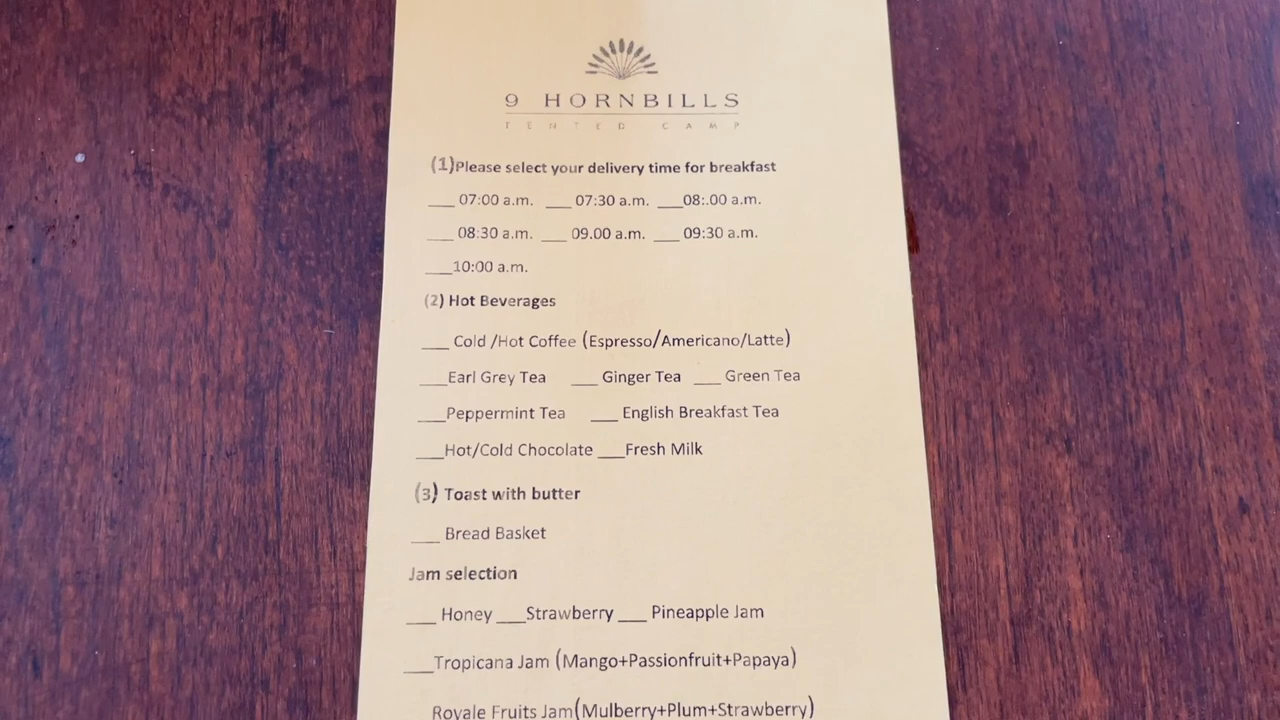 9 HORNBILLS
TENTED CAMP
(1)Please select your delivery time for breakfast
___ 07:00 a.m. ___ 07:30 a.m. ___08:.00 a.m.
___ 08:30 a.m. ___ 09.00 a.m. ___ 09:30 a.m.
___10:00 a.m.
(2) Hot Beverages
___ Cold /Hot Coffee (Espresso/Americano/Latte)
___Earl Grey Tea ___ Ginger Tea ___ Green Tea
___Peppermint Tea ___ English Breakfast Tea
___Hot/Cold Chocolate ___Fresh Milk
(3) Toast with butter
___ Bread Basket
Jam selection
___ Honey ___Strawberry ___ Pineapple Jam
___Tropicana Jam (Mango+Passionfruit+Papaya)
Royale Fruits Jam(Mulberry+Plum+Strawberry)